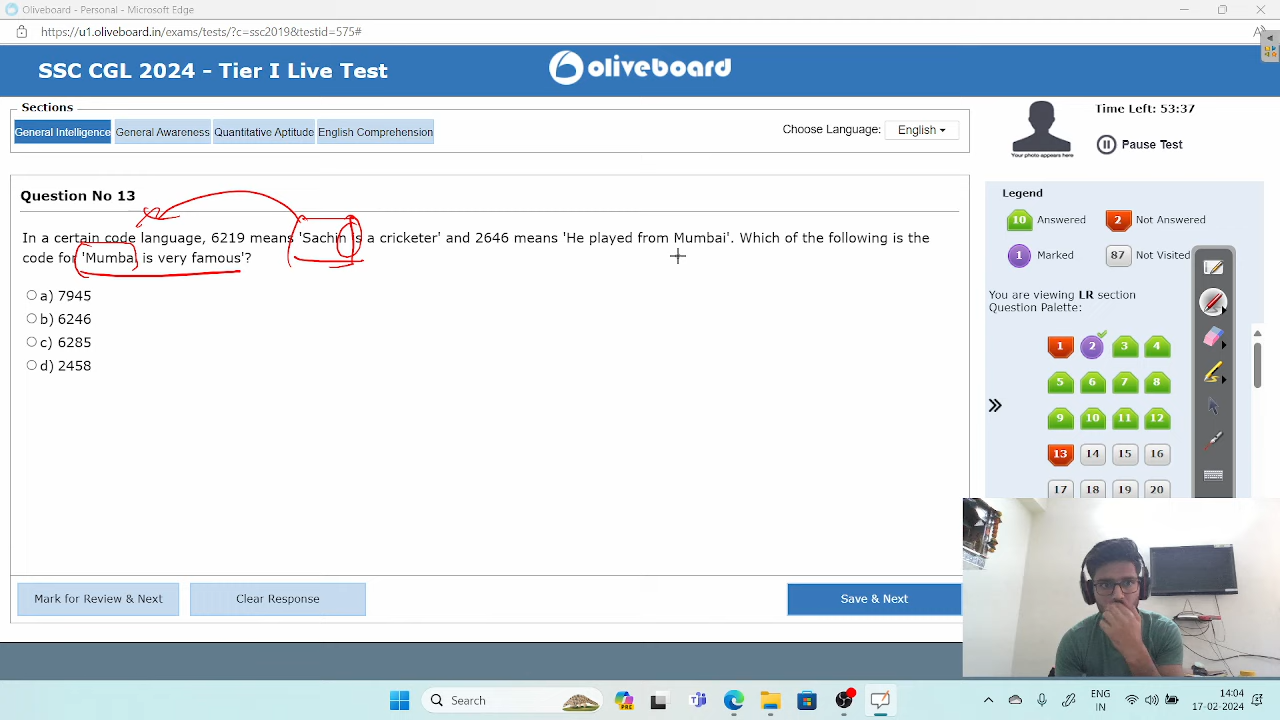 Oliveboard - Personal - Microsoft Edge
https://u1.oliveboard.in/exams/tests/?c=ssc2019&testid=575#
SSC CGL 2024 - Tier I Live Test
oliveboard
Sections
General Intelligence General Awareness Quantitative Aptitude English Comprehension
Choose Language: English
Your photo appears here
Time Left: 53:37
Pause Test
Question No 13
In a certain code language, 6219 means 'Sachin is a cricketer' and 2646 means 'He played from Mumbai'. Which of the following is the
code for 'Mumbai is very famous'?
a) 7945
b) 6246
c) 6285
d) 2458
Legend
10 Answered
2 Not Answered
1 Marked
87 Not Visited
You are viewing LR section
Question Palette:
1 2 3 4
5 6 7 8
9 10 11 12
13 14 15 16
17 18 19 20
Mark for Review & Next
Clear Response
Save & Next
Search
PRE
ENG
IN
14:04
17-02-2024